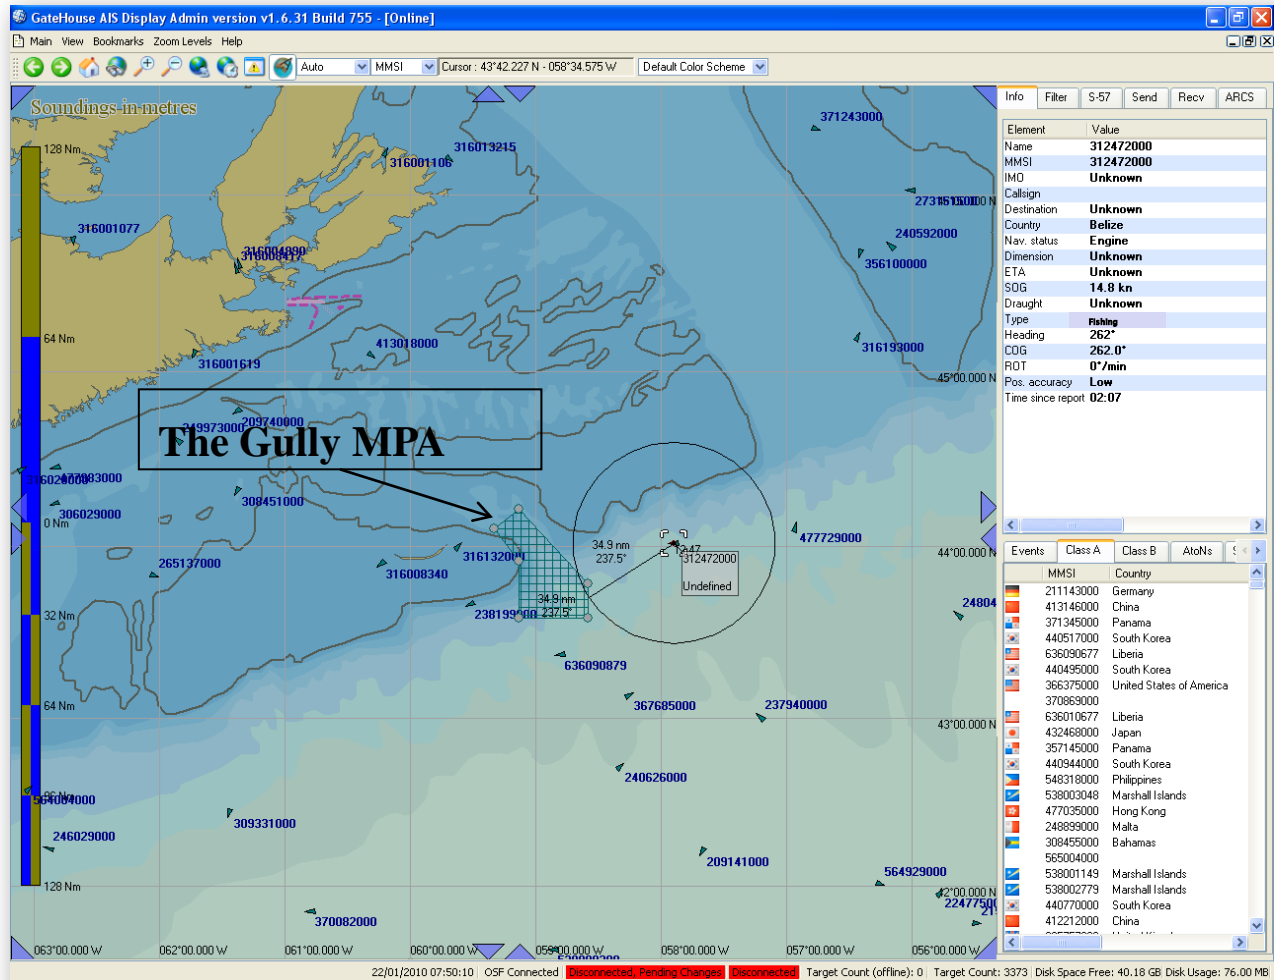 GateHouse AIS Display Admin version v1.6.31 Build 755 - [Online]
Main View Bookmarks Zoom Levels Help
Auto MMSI Cursor : 43°42.227 N - 058°34.575 W Default Color Scheme
Soundings in metres
128 Nm
64 Nm
0 Nm
32 Nm
64 Nm
96 Nm
128 Nm
371243000
316013215
316001106
316001077
240592000
356100000
316193000
413018000
316001619
45°00.000 N
209740000
249973000
The Gully MPA
308451000
306029000
477729000
44°00.000 N
34.9 nm
237.5°
12:47
312472000
Undefined
316132000
316008340
265137000
34.9 nm
237.5°
238199000
636090879
367685000
237940000
43°00.000 N
240626000
309331000
246029000
209141000
564929000
42°00.000 N
370082000
063°00.000 W 062°00.000 W 061°00.000 W 060°00.000 W 059°00.000 W 058°00.000 W 057°00.000 W 056°00.000 W
Info Filter S-57 Send Recv ARCS
Element Value
Name 312472000
MMSI 312472000
IMO Unknown
Callsign
Destination Unknown
Country Belize
Nav. status Engine
Dimension Unknown
ETA Unknown
SOG 14.8 kn
Draught Unknown
Type Fishing
Heading 262°
COG 262.0°
ROT 0°/min
Pos. accuracy Low
Time since report 02:07
Events Class A Class B AtoNs
MMSI Country
211143000 Germany
413146000 China
371345000 Panama
440517000 South Korea
636090677 Liberia
440495000 South Korea
366375000 United States of America
370869000
636010677 Liberia
432468000 Japan
357145000 Panama
440944000 South Korea
548318000 Philippines
538003048 Marshall Islands
477035000 Hong Kong
248899000 Malta
308455000 Bahamas
565004000
538001149 Marshall Islands
538002779 Marshall Islands
440770000 South Korea
412212000 China
22/01/2010 07:50:10 OSF Connected Disconnected, Pending Changes Disconnected Target Count (offline): 0 Target Count: 3373 Disk Space Free: 40.18 GB Disk Usage: 76.00 MB